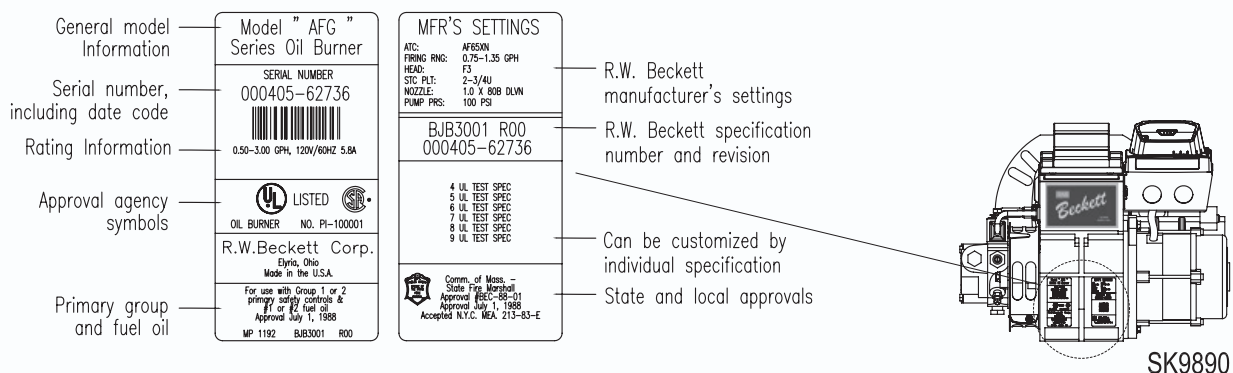 General model
Information
Serial number,
including date code
Rating Information
Approval agency
symbols
Primary group
and fuel oil
Model " AFG "
Series Oil Burner
SERIAL NUMBER
000405-62736
0.50-3.00 GPH, 120V/60HZ 5.8A
UL LISTED SA
OIL BURNER NO. PI-100001
R.W.Beckett Corp.
Elyria, Ohio
Made in the U.S.A.
For use with Group 1 or 2
primary safety controls &
#1 or #2 fuel oil
Approval July 1, 1988
MP 1192 BJB3001 R00
MFR'S SETTINGS
ATC: AF65XN
FIRING RNG: 0.75-1.35 GPH
HEAD: F3
STC PLT: 2-3/4U
NOZZLE: 1.0 X 80B DLVN
PUMP PRS: 100 PSI
BJB3001 R00
000405-62736
4 UL TEST SPEC
5 UL TEST SPEC
6 UL TEST SPEC
7 UL TEST SPEC
8 UL TEST SPEC
9 UL TEST SPEC
Comm. of Mass. -
State Fire Marshall
Approval #BEC-88-01
Approval July 1, 1988
Accepted N.Y.C. MEA. 213-83-E
R.W. Beckett
manufacturer's settings
R.W. Beckett specification
number and revision
Can be customized by
individual specification
State and local approvals
Beckett
SK9890